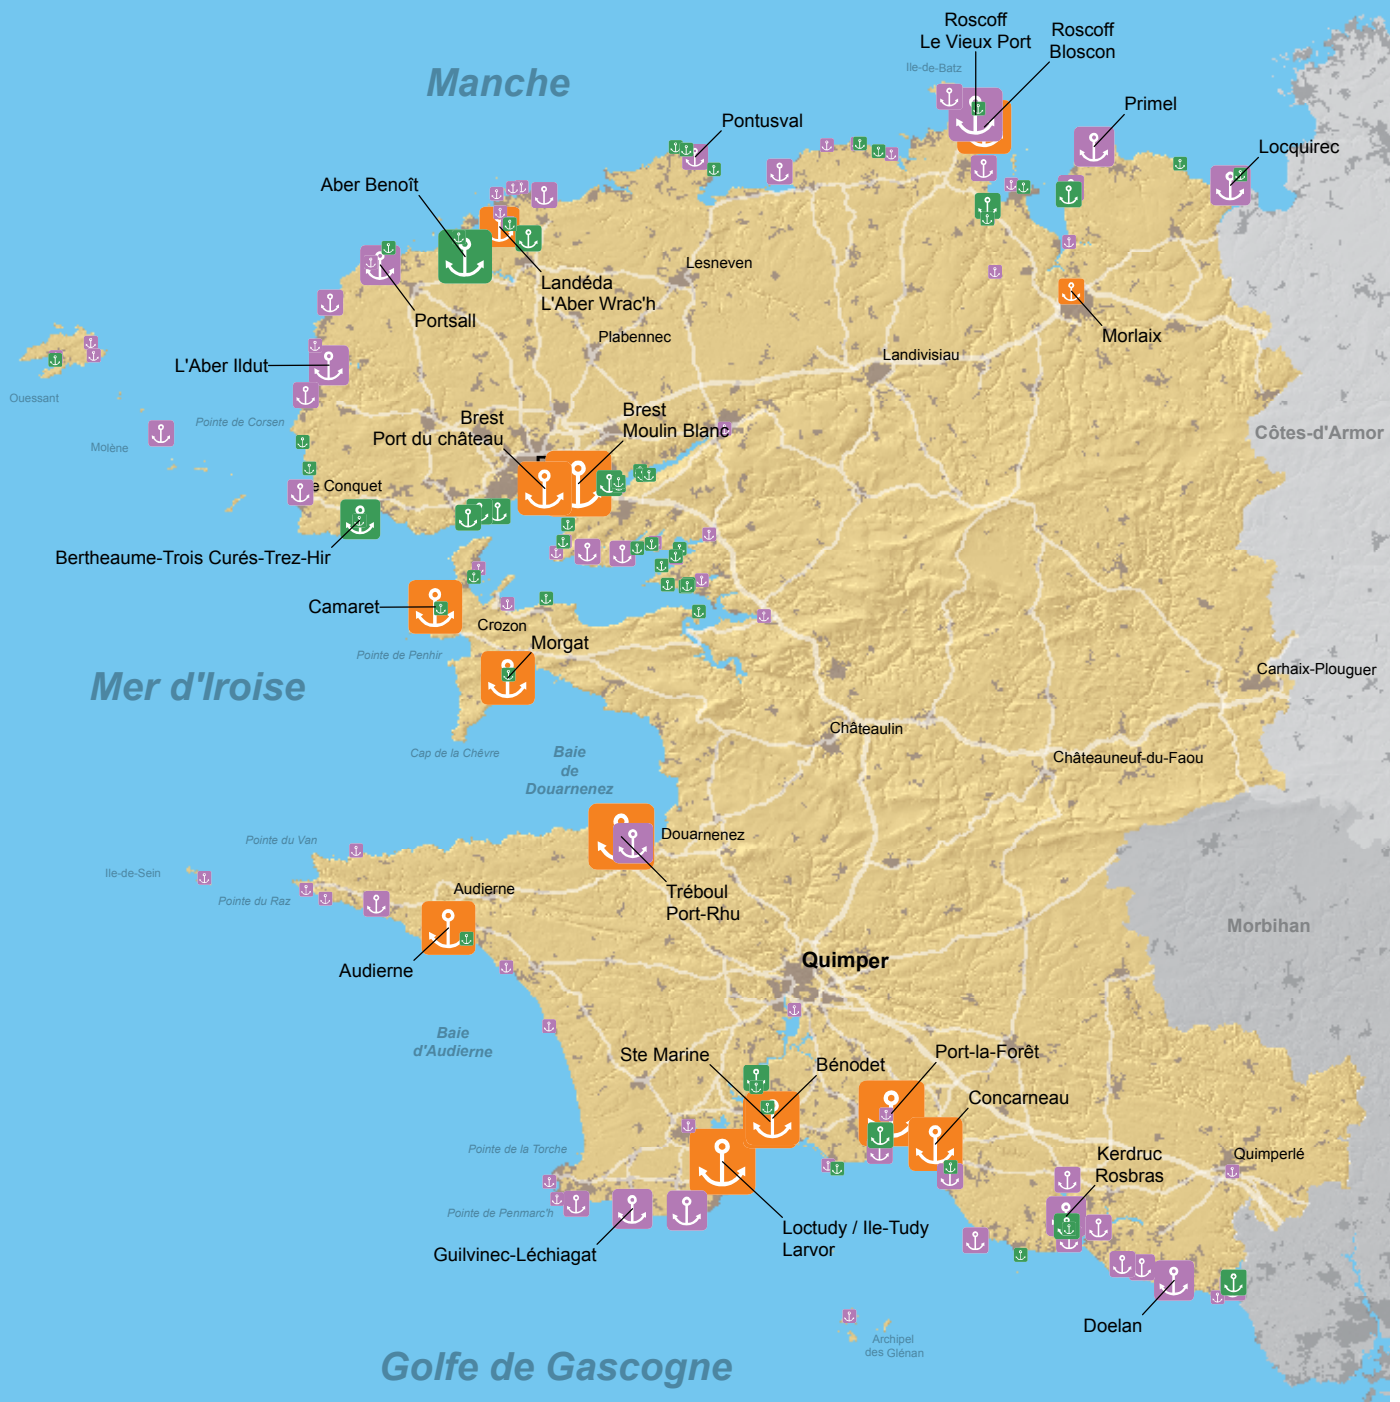 Roscoff
Le Vieux Port
Roscoff
Bloscon
Ile-de-Batz
Manche
Primel
Pontusval
Locquirec
Aber Benoît
Lesneven
Landéda
L'Aber Wrac'h
Portsall
Plabennec
Morlaix
Landivisiau
L'Aber Ildut
Ouessant
Pointe de Corsen
Molène
Brest
Port du château
Brest
Moulin Blanc
Côtes-d'Armor
e Conquet
Bertheaume-Trois Curés-Trez-Hir
Camaret
Crozon
Morgat
Pointe de Penhir
Mer d'Iroise
Carhaix-Plouguer
Cap de la Chèvre
Châteaulin
Baie
de
Douarnenez
Châteauneuf-du-Faou
Pointe du Van
Douarnenez
Ile-de-Sein
Pointe du Raz
Audierne
Tréboul
Port-Rhu
Morbihan
Audierne
Quimper
Baie
d'Audierne
Ste Marine
Bénodet
Port-la-Forêt
Concarneau
Pointe de la Torche
Kerdruc
Rosbras
Quimperlé
Pointe de Penmarc'h
Guilvinec-Léchiagat
Loctudy / Ile-Tudy
Larvor
Doelan
Archipel
des Glénan
Golfe de Gascogne